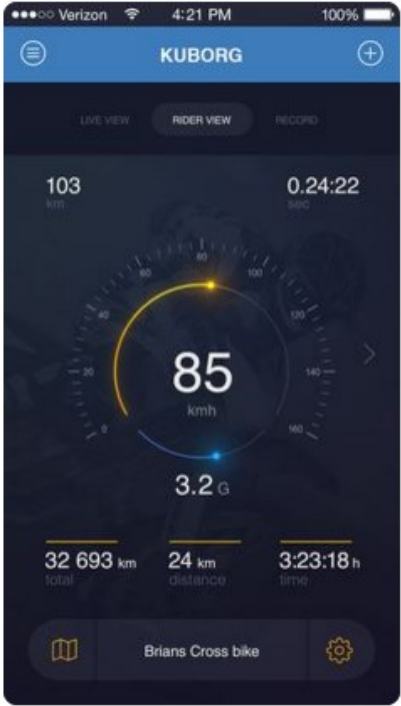 ●●●○○ Verizon 4:21 PM 100%
KUBORG
LIVE VIEW RIDER VIEW RECORD
103 0.24:22
km sec
80
60 100
40 120
20 140
0 160
85
kmh
3.2 G
32 693 km 24 km 3:23:18 h
total distance time
Brians Cross bike